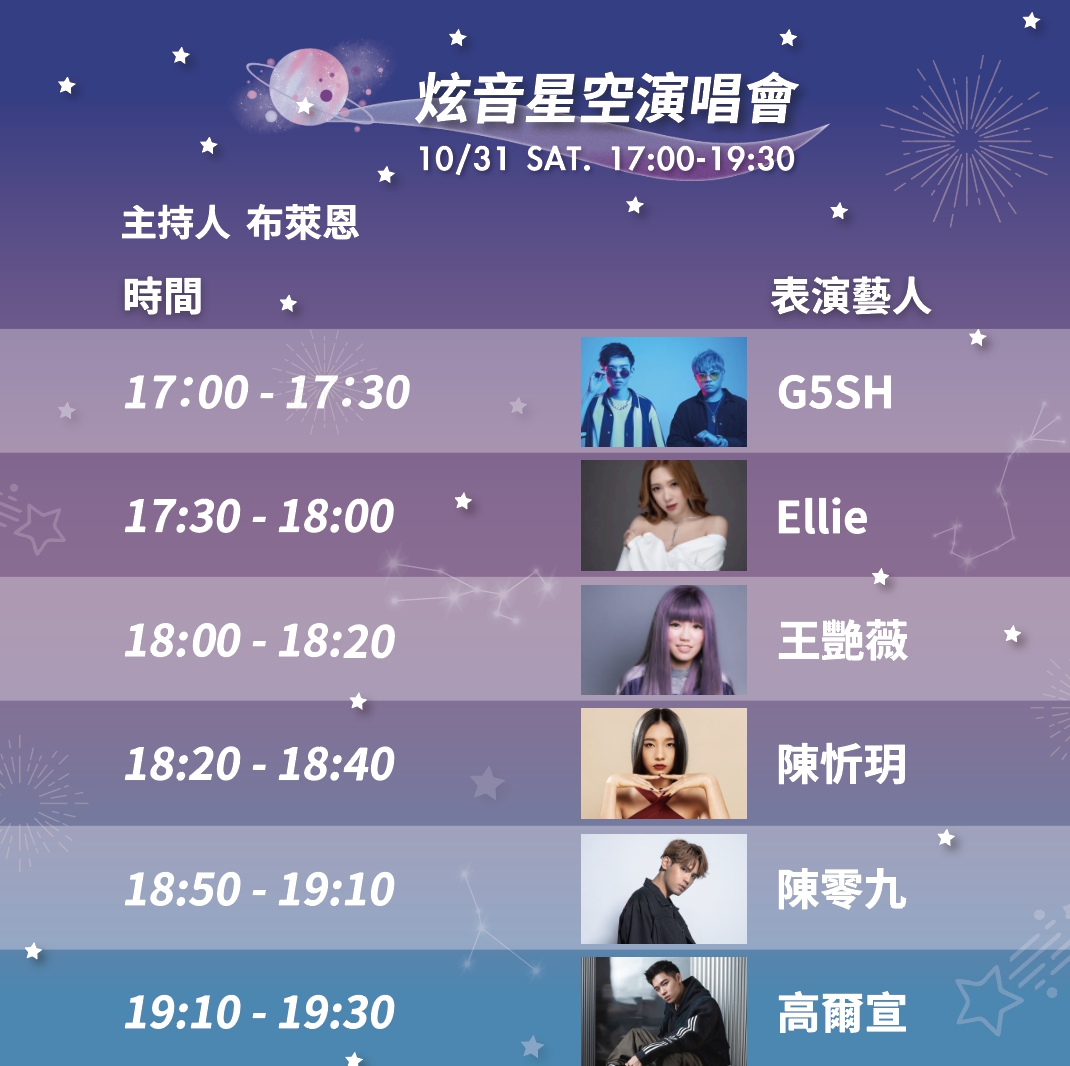 炫音星空演唱會
10/31 SAT. 17:00-19:30
主持人 布萊恩
時間 表演藝人
17:00 - 17:30 G5SH
17:30 - 18:00 Ellie
18:00 - 18:20 王艷薇
18:20 - 18:40 陳忻玥
18:50 - 19:10 陳零九
19:10 - 19:30 高爾宣